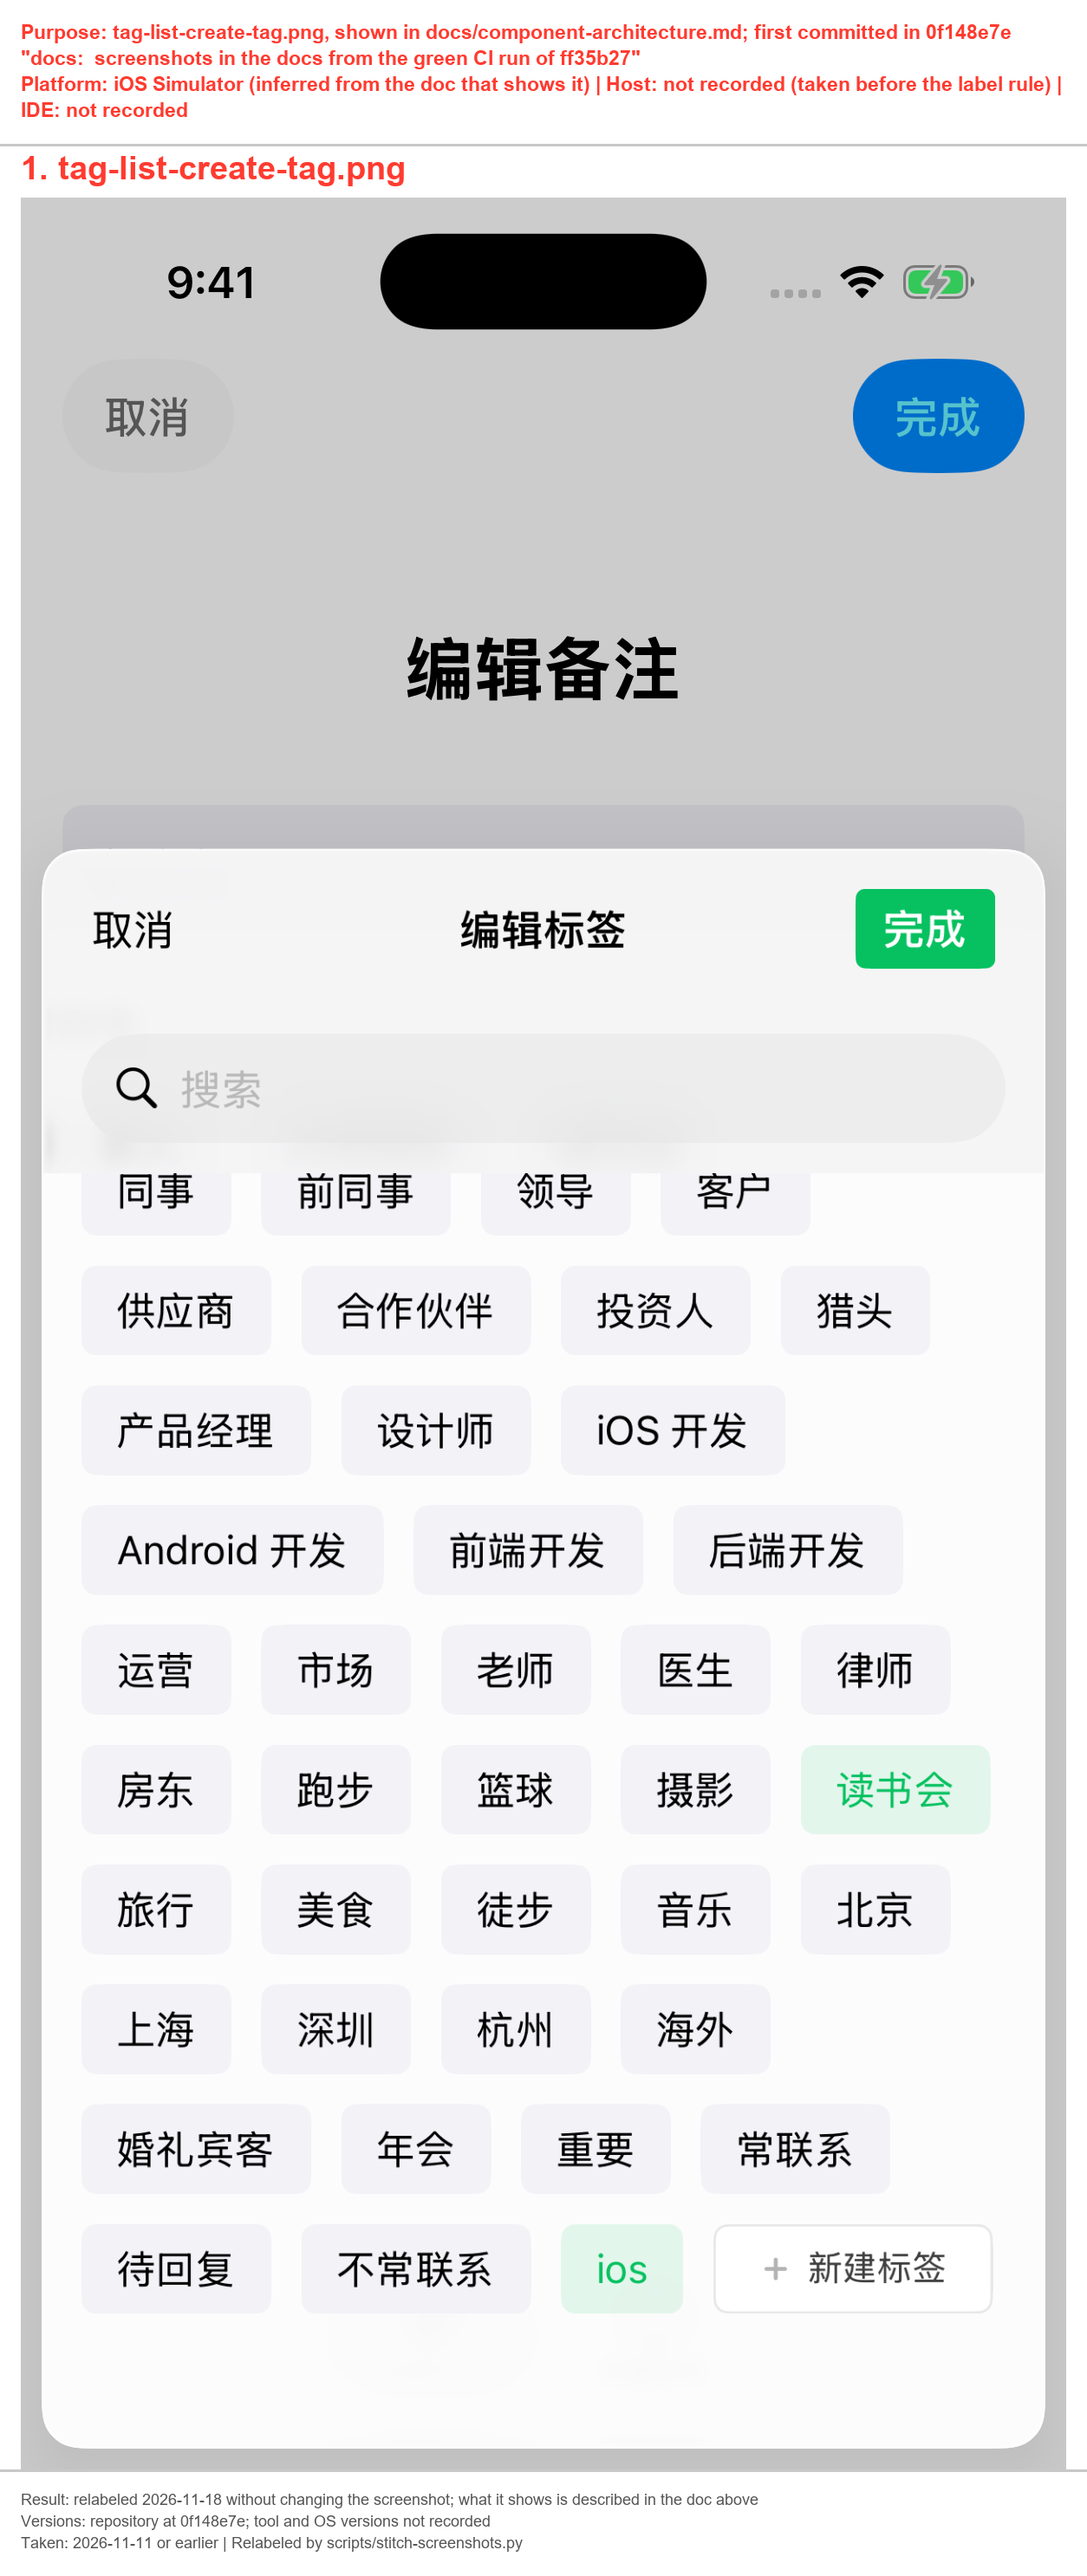 Purpose: tag-list-create-tag.png, shown in docs/component-architecture.md; first committed in 0f148e7e
"docs:  screenshots in the docs from the green CI run of ff35b27"
Platform: iOS Simulator (inferred from the doc that shows it) | Host: not recorded (taken before the label rule) |
IDE: not recorded
1. tag-list-create-tag.png
9:41
取消 完成
编辑备注
取消 编辑标签 完成
搜索
同事 前同事 领导 客户
供应商 合作伙伴 投资人 猎头
产品经理 设计师 iOS 开发
Android 开发 前端开发 后端开发
运营 市场 老师 医生 律师
房东 跑步 篮球 摄影 读书会
旅行 美食 徒步 音乐 北京
上海 深圳 杭州 海外
婚礼宾客 年会 重要 常联系
待回复 不常联系 ios + 新建标签
Result: relabeled 2026-11-18 without changing the screenshot; what it shows is described in the doc above
Versions: repository at 0f148e7e; tool and OS versions not recorded
Taken: 2026-11-11 or earlier | Relabeled by scripts/stitch-screenshots.py